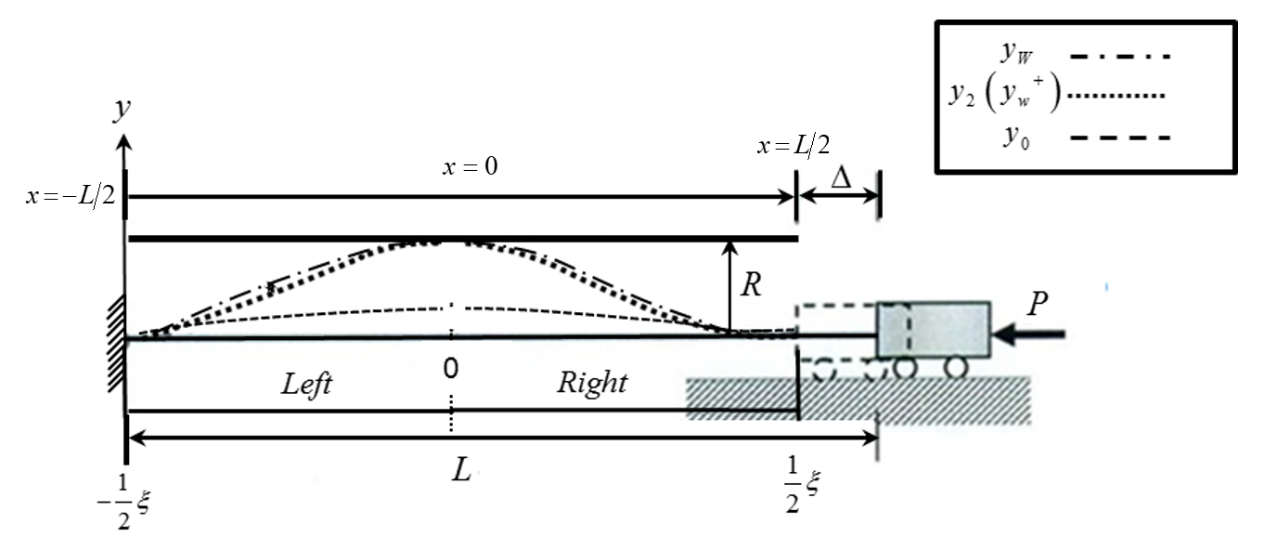 y_W
y_2 (y_w^+)
y_0
y
x = L/2
x = 0
Δ
x = −L/2
R
P
0
Left
Right
L
−1/2 ξ
1/2 ξ